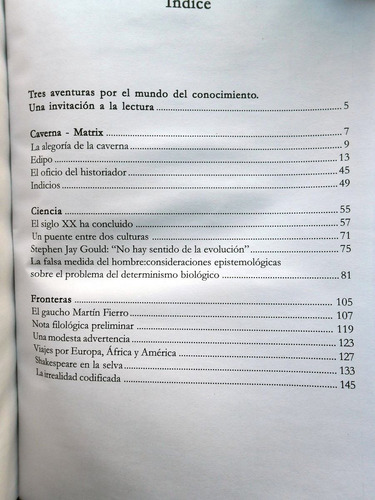 Índice
Tres aventuras por el mundo del conocimiento.
Una invitación a la lectura 5
Caverna - Matrix 7
La alegoría de la caverna 9
Edipo 13
El oficio del historiador 45
Indicios 49
Ciencia 55
El siglo XX ha concluido 57
Un puente entre dos culturas 71
Stephen Jay Gould: “No hay sentido de la evolución” 75
La falsa medida del hombre:consideraciones epistemológicas
sobre el problema del determinismo biológico 81
Fronteras 105
El gaucho Martín Fierro 107
Nota filológica preliminar 119
Una modesta advertencia 123
Viajes por Europa, África y América 127
Shakespeare en la selva 133
La irrealidad codificada 145